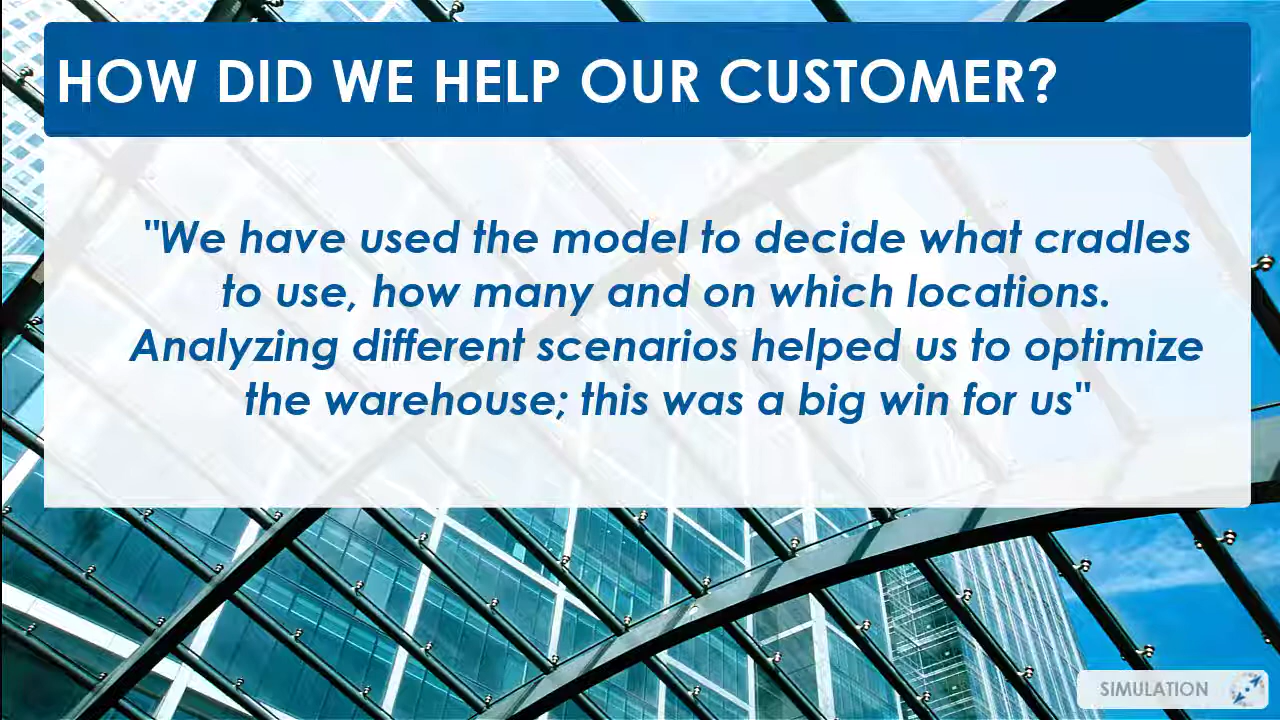 HOW DID WE HELP OUR CUSTOMER?
"We have used the model to decide what cradles
to use, how many and on which locations.
Analyzing different scenarios helped us to optimize
the warehouse; this was a big win for us"
SIMULATION